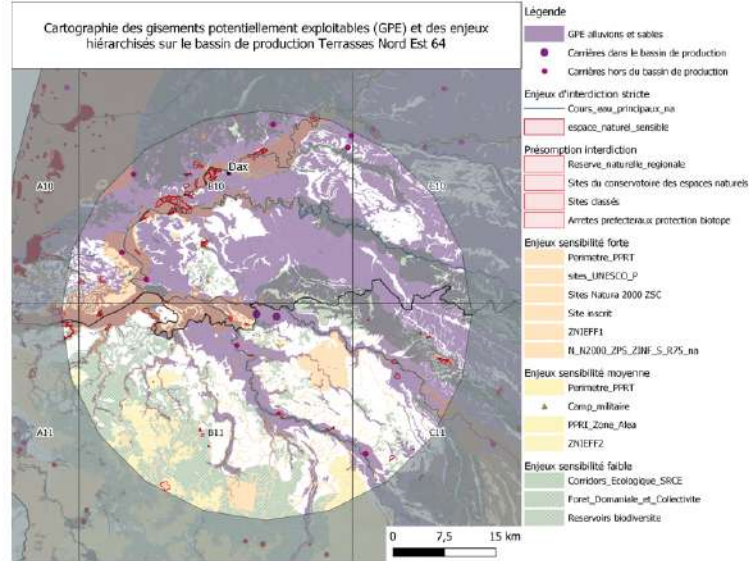 Cartographie des gisements potentiellement exploitables (GPE) et des enjeux
hiérarchisés sur le bassin de production Terrasses Nord Est 64
Dax
A10
B10
C10
A11
B11
C11
0 7,5 15 km
Légende
GPE alluvions et sables
Carrières dans le bassin de production
Carrières hors du bassin de production
Enjeux d'interdiction stricte
Cours_eau_principaux_na
espace_naturel_sensible
Présomption interdiction
Reserve_naturelle_regionale
Sites du conservatoire des espaces naturels
Sites classés
Arretes prefecteraux protection biotope
Enjeux sensibilité forte
Perimetre_PPRT
sites_UNESCO_P
Sites Natura 2000 ZSC
Site inscrit
ZNIEFF1
N_N2000_ZPS_ZINF_S_R75_na
Enjeux sensibilité moyenne
Perimetre_PPRT
Camp_militaire
PPRI_Zone_Alea
ZNIEFF2
Enjeux sensibilité faible
Corridors_Ecologique_SRCE
Foret_Domaniale_et_Collectivite
Reservoirs biodiversite